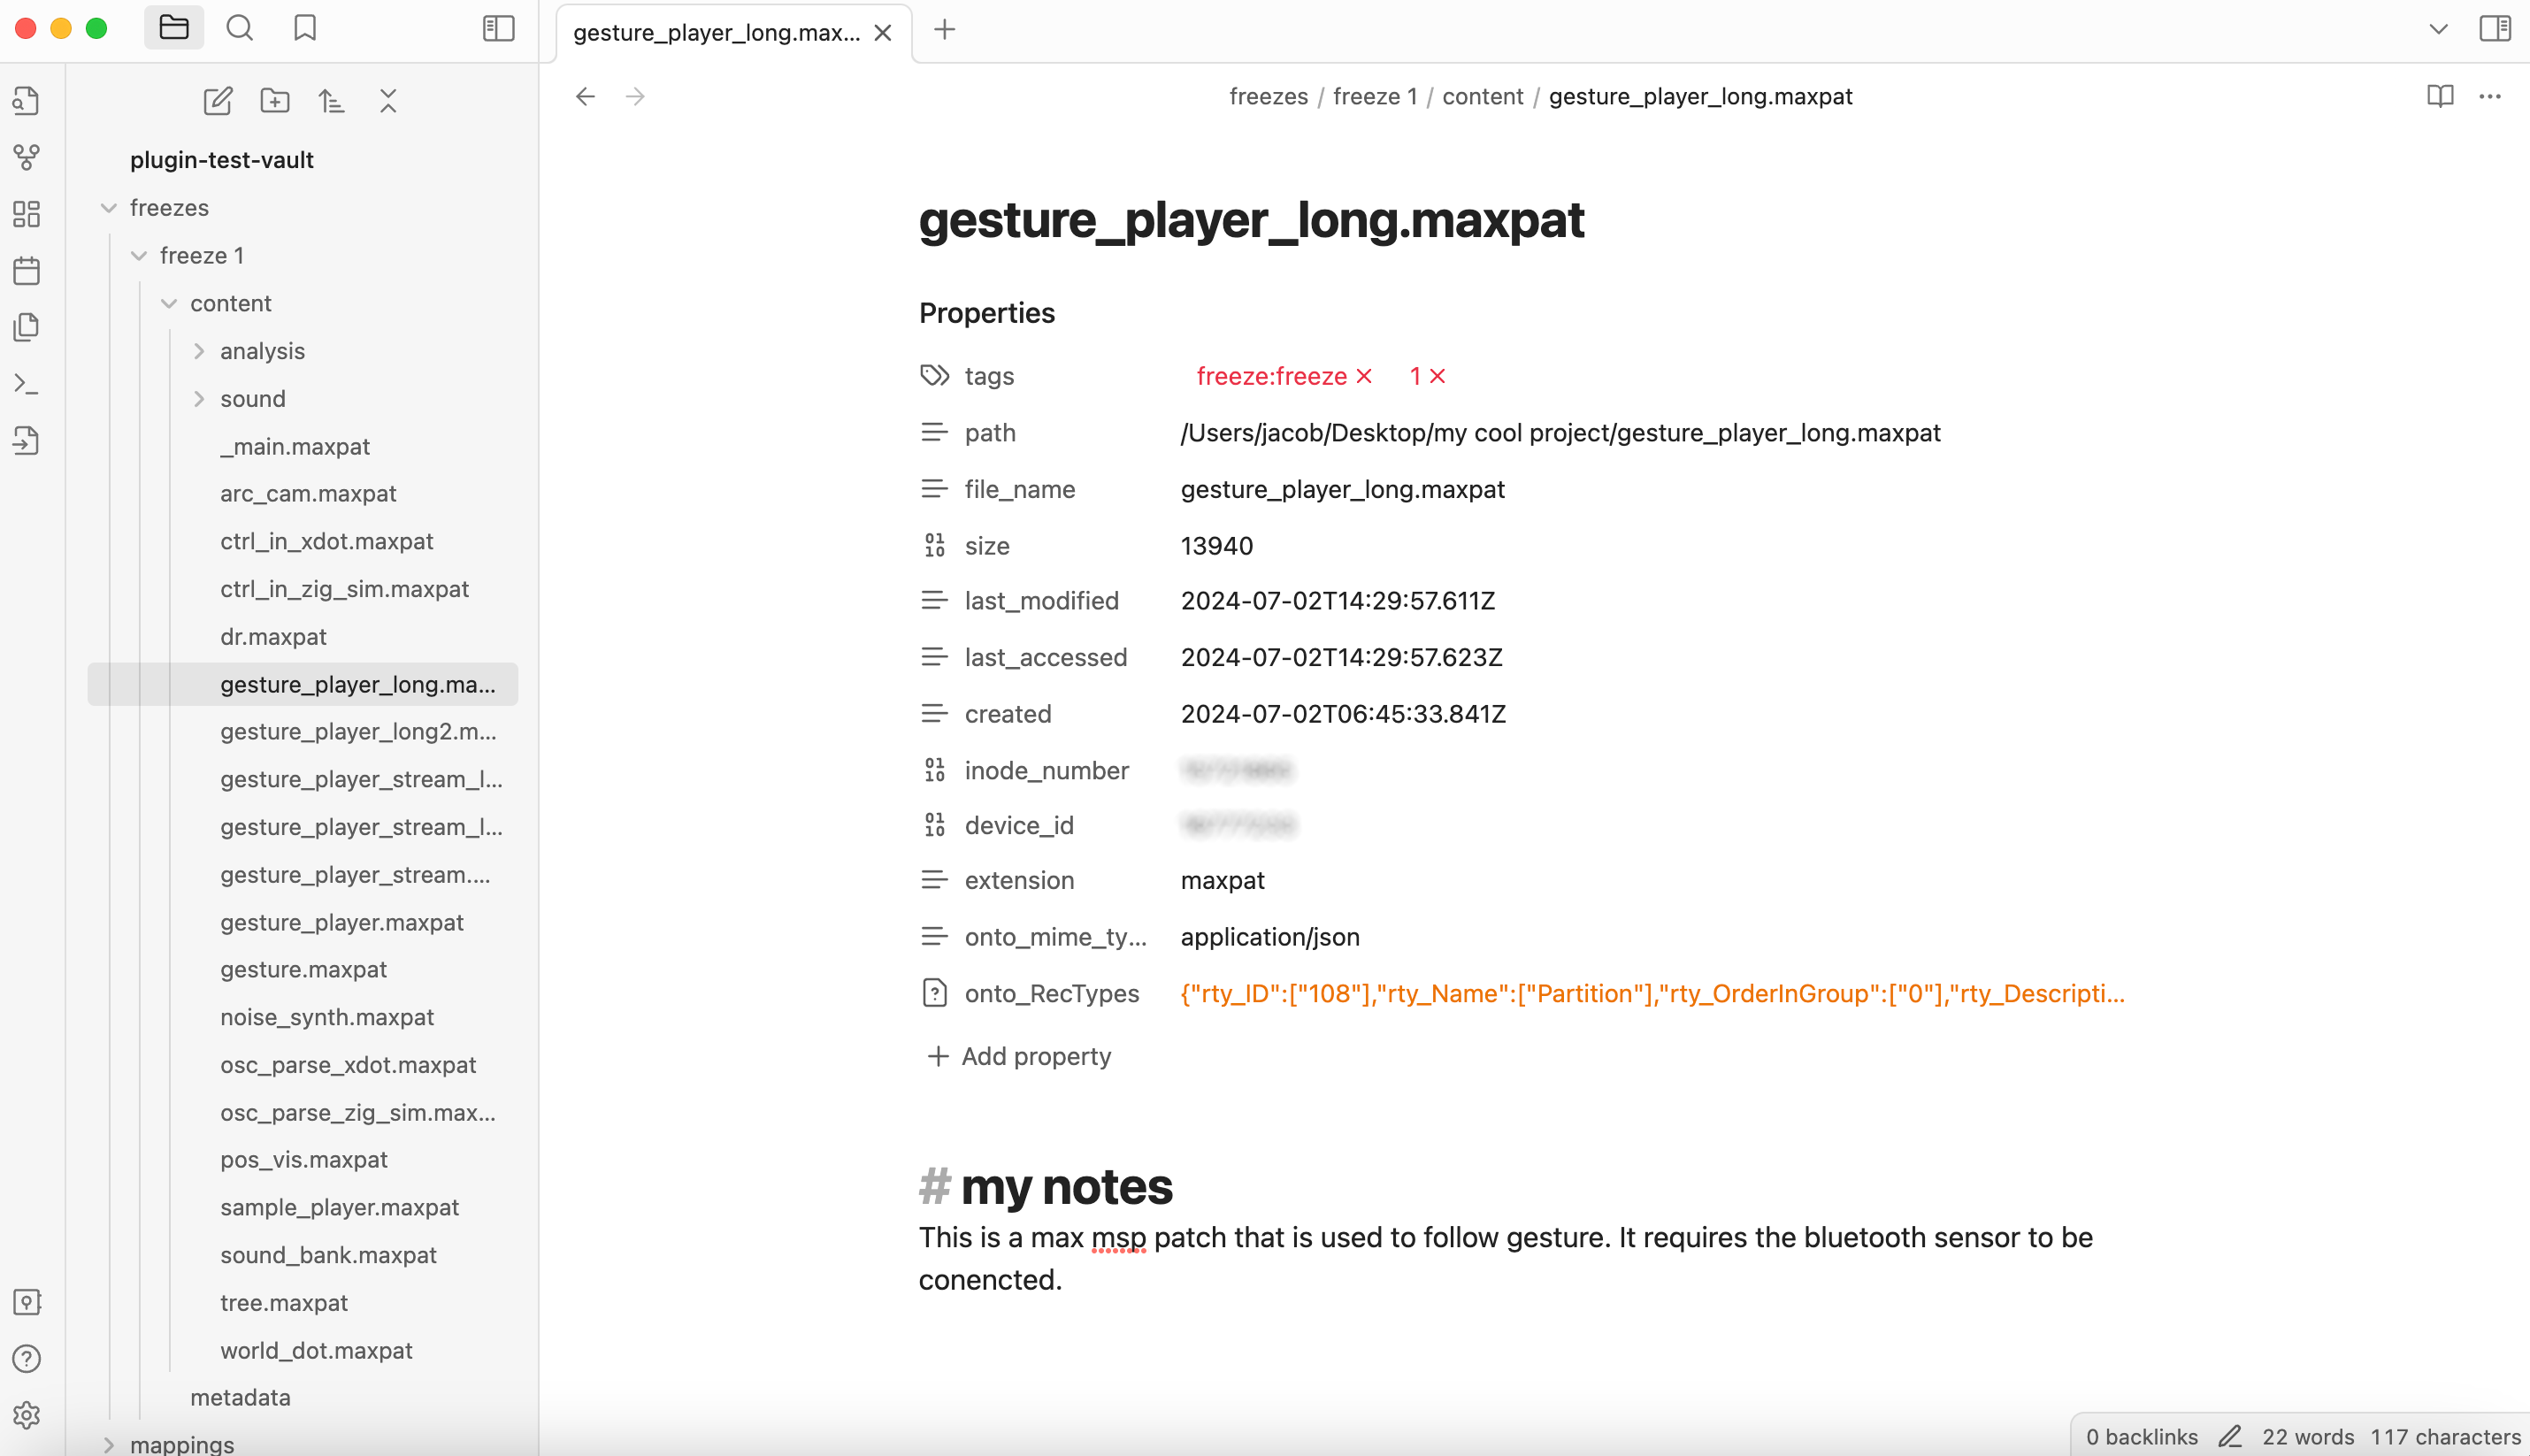 gesture_player_long.max...
plugin-test-vault
freezes
freeze 1
content
analysis
sound
_main.maxpat
arc_cam.maxpat
ctrl_in_xdot.maxpat
ctrl_in_zig_sim.maxpat
dr.maxpat
gesture_player_long.ma...
gesture_player_long2.m...
gesture_player_stream_l...
gesture_player_stream_l...
gesture_player_stream....
gesture_player.maxpat
gesture.maxpat
noise_synth.maxpat
osc_parse_xdot.maxpat
osc_parse_zig_sim.max...
pos_vis.maxpat
sample_player.maxpat
sound_bank.maxpat
tree.maxpat
world_dot.maxpat
metadata
mappings
freezes / freeze 1 / content / gesture_player_long.maxpat
gesture_player_long.maxpat
Properties
tags freeze:freeze 1
path /Users/jacob/Desktop/my cool project/gesture_player_long.maxpat
file_name gesture_player_long.maxpat
size 13940
last_modified 2024-07-02T14:29:57.611Z
last_accessed 2024-07-02T14:29:57.623Z
created 2024-07-02T06:45:33.841Z
inode_number
device_id
extension maxpat
onto_mime_ty... application/json
onto_RecTypes {"rty_ID":["108"],"rty_Name":["Partition"],"rty_OrderInGroup":["0"],"rty_Descripti...
+ Add property
# my notes
This is a max msp patch that is used to follow gesture. It requires the bluetooth sensor to be
conencted.
0 backlinks 22 words 117 characters